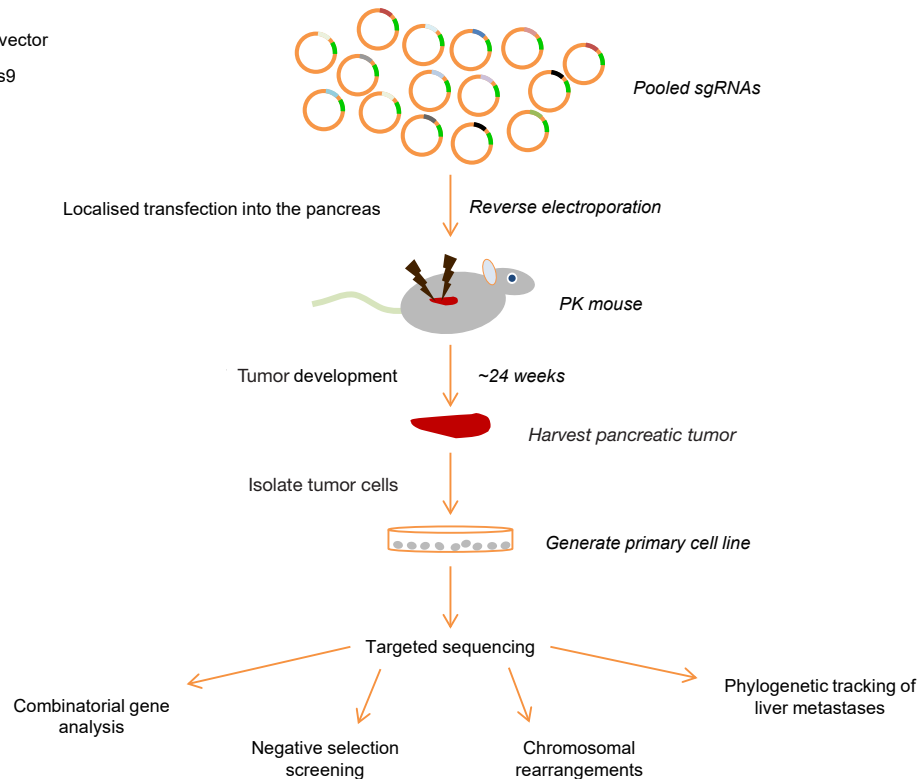 vector
Pooled sgRNAs
Localised transfection into the pancreas
Reverse electroporation
PK mouse
Tumor development
~24 weeks
Harvest pancreatic tumor
Isolate tumor cells
Generate primary cell line
Targeted sequencing
Combinatorial gene
analysis
Negative selection
screening
Chromosomal
rearrangements
Phylogenetic tracking of
liver metastases